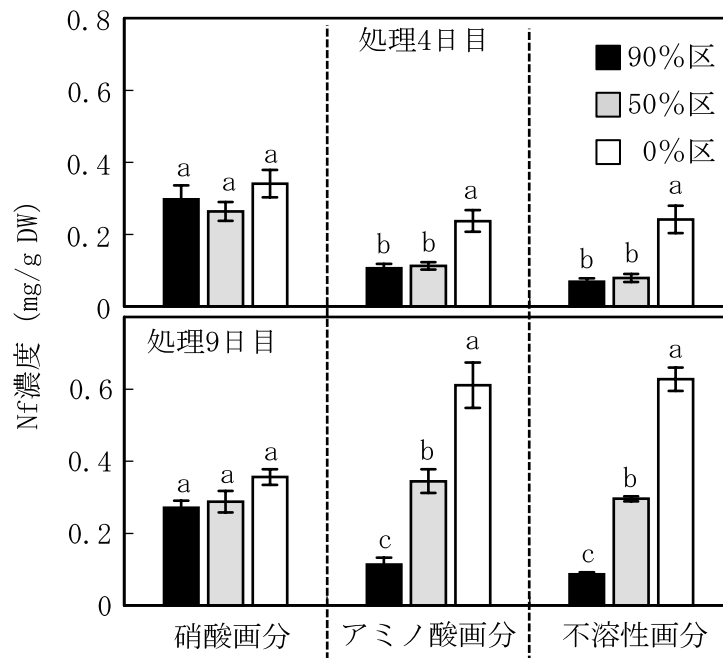 0.8
処理4日目
90%区
50%区
0%区
0.6
0.4
0.2
0
a a a
b b a
b b a
Nf濃度 (mg/g DW)
処理9日目
0.6
0.4
0.2
0
a a a
c b a
c b a
硝酸画分 アミノ酸画分 不溶性画分